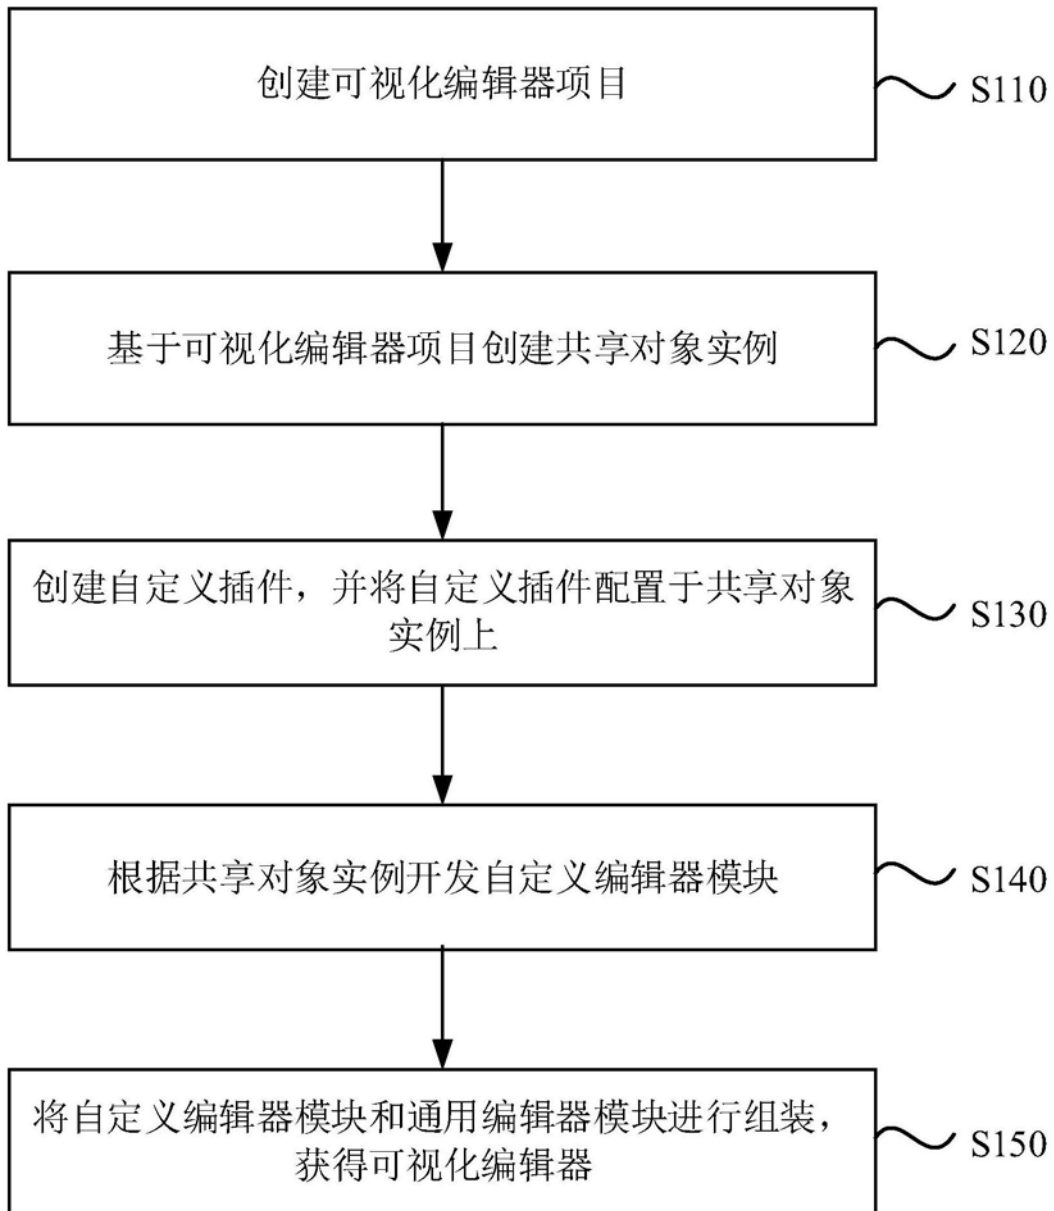 创建可视化编辑器项目
S110
基于可视化编辑器项目创建共享对象实例
S120
创建自定义插件，并将自定义插件配置于共享对象
实例上
S130
根据共享对象实例开发自定义编辑器模块
S140
将自定义编辑器模块和通用编辑器模块进行组装，
获得可视化编辑器
S150